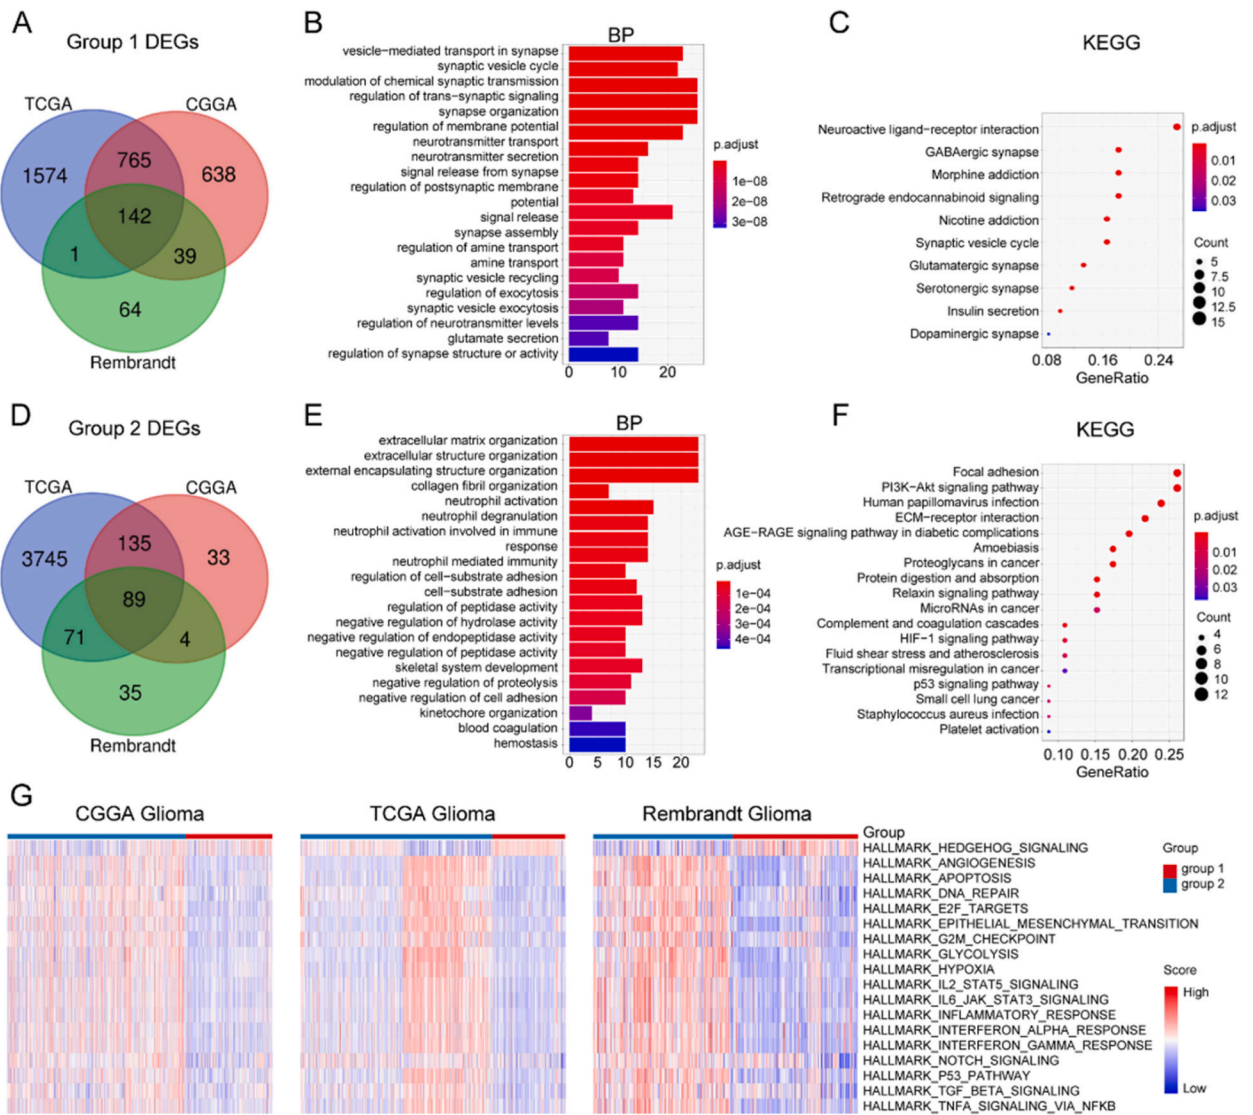 A
Group 1 DEGs
TCGA
CGGA
1574
765
638
142
1
39
64
Rembrandt
B
BP
vesicle-mediated transport in synapse
synaptic vesicle cycle
modulation of chemical synaptic transmission
regulation of trans-synaptic signaling
synapse organization
regulation of membrane potential
neurotransmitter transport
neurotransmitter secretion
signal release from synapse
regulation of postsynaptic membrane
potential
signal release
synapse assembly
regulation of amine transport
amine transport
synaptic vesicle recycling
regulation of exocytosis
synaptic vesicle exocytosis
regulation of neurotransmitter levels
glutamate secretion
regulation of synapse structure or activity
0 10 20
p.adjust
1e-08
2e-08
3e-08
C
KEGG
Neuroactive ligand-receptor interaction
GABAergic synapse
Morphine addiction
Retrograde endocannabinoid signaling
Nicotine addiction
Synaptic vesicle cycle
Glutamatergic synapse
Serotonergic synapse
Insulin secretion
Dopaminergic synapse
0.08 0.16 0.24
GeneRatio
p.adjust
0.01
0.02
0.03
Count
5
7.5
10
12.5
15
D
Group 2 DEGs
TCGA
CGGA
3745
135
33
89
71
4
35
Rembrandt
E
BP
extracellular matrix organization
extracellular structure organization
external encapsulating structure organization
collagen fibril organization
neutrophil activation
neutrophil degranulation
neutrophil activation involved in immune
response
neutrophil mediated immunity
regulation of cell-substrate adhesion
cell-substrate adhesion
regulation of peptidase activity
negative regulation of hydrolase activity
negative regulation of endopeptidase activity
negative regulation of peptidase activity
skeletal system development
negative regulation of proteolysis
negative regulation of cell adhesion
kinetochore organization
blood coagulation
hemostasis
0 5 10 15 20
p.adjust
1e-04
2e-04
3e-04
4e-04
F
KEGG
Focal adhesion
PI3K-Akt signaling pathway
Human papillomavirus infection
ECM-receptor interaction
AGE-RAGE signaling pathway in diabetic complications
Amoebiasis
Proteoglycans in cancer
Protein digestion and absorption
Relaxin signaling pathway
MicroRNAs in cancer
Complement and coagulation cascades
HIF-1 signaling pathway
Fluid shear stress and atherosclerosis
Transcriptional misregulation in cancer
p53 signaling pathway
Small cell lung cancer
Staphylococcus aureus infection
Platelet activation
0.10 0.15 0.20 0.25
GeneRatio
p.adjust
0.01
0.02
0.03
Count
4
6
8
10
12
G
CGGA Glioma
TCGA Glioma
Rembrandt Glioma
Group
HALLMARK_HEDGEHOG_SIGNALING
HALLMARK_ANGIOGENESIS
HALLMARK_APOPTOSIS
HALLMARK_DNA_REPAIR
HALLMARK_E2F_TARGETS
HALLMARK_EPITHELIAL_MESENCHYMAL_TRANSITION
HALLMARK_G2M_CHECKPOINT
HALLMARK_GLYCOLYSIS
HALLMARK_HYPOXIA
HALLMARK_IL2_STAT5_SIGNALING
HALLMARK_IL6_JAK_STAT3_SIGNALING
HALLMARK_INFLAMMATORY_RESPONSE
HALLMARK_INTERFERON_ALPHA_RESPONSE
HALLMARK_INTERFERON_GAMMA_RESPONSE
HALLMARK_NOTCH_SIGNALING
HALLMARK_P53_PATHWAY
HALLMARK_TGF_BETA_SIGNALING
HALLMARK_TNFA_SIGNALING_VIA_NFKB
Group
group 1
group 2
Score
High
Low